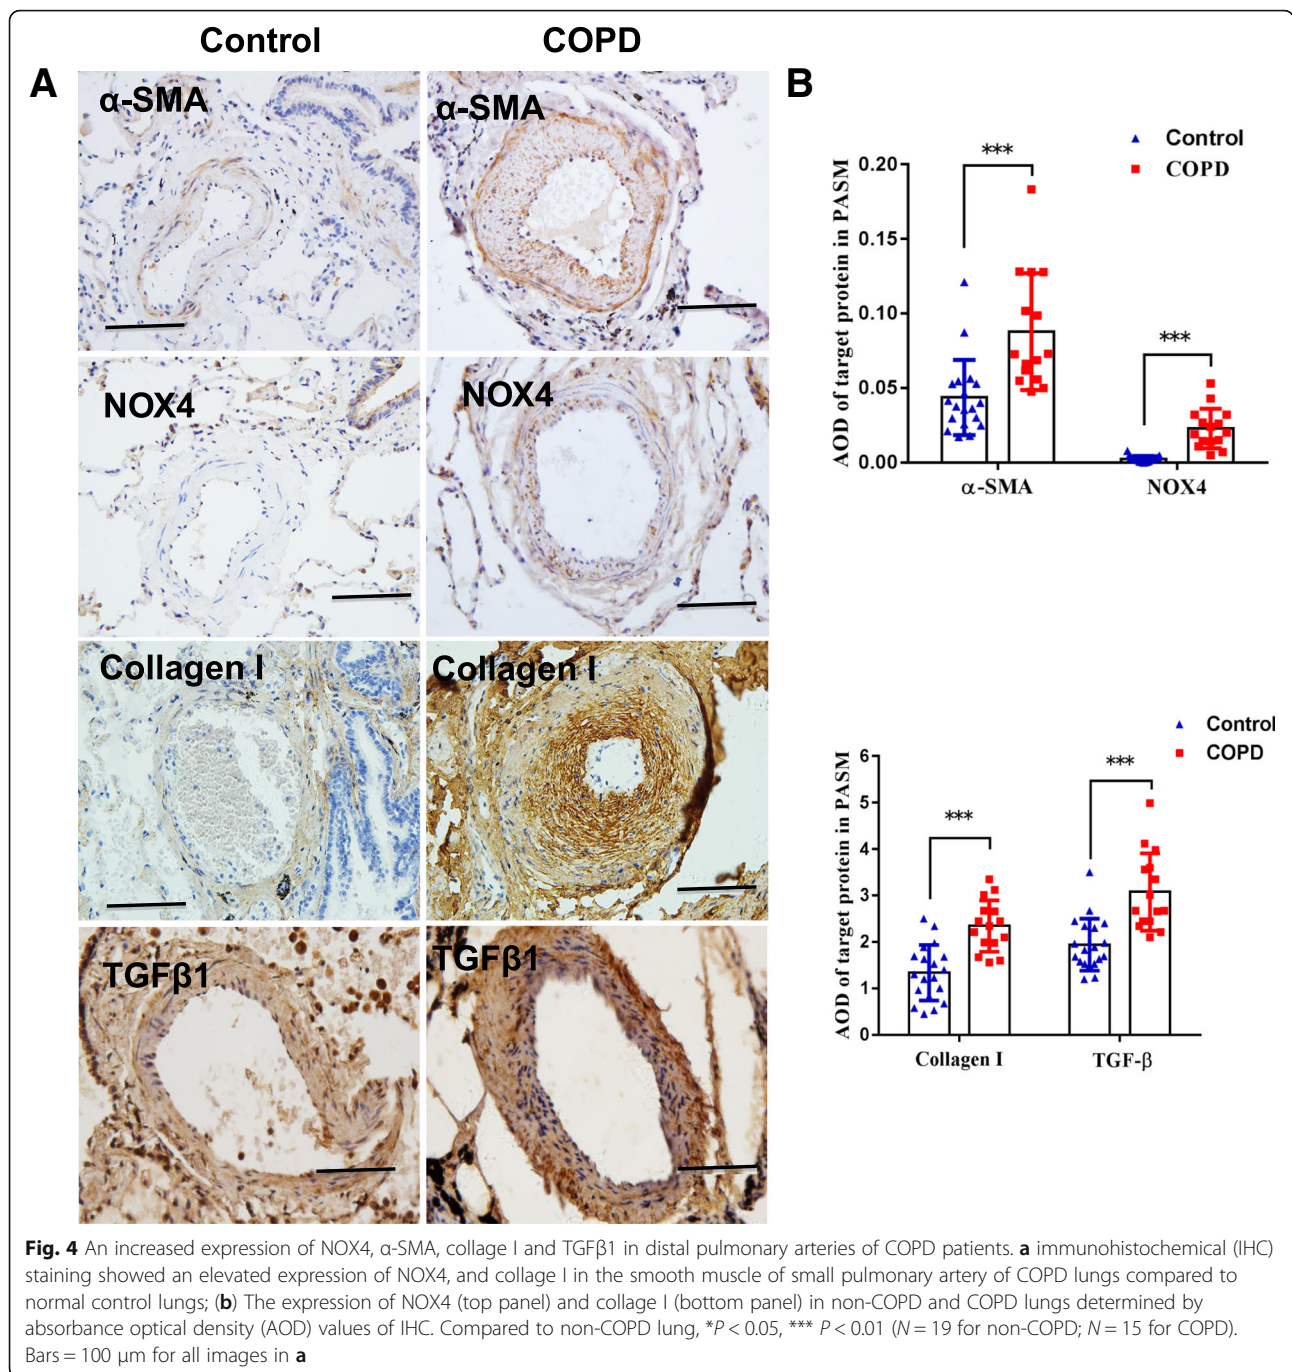 Control COPD
A B
α-SMA α-SMA
NOX4 NOX4
Collagen I Collagen I
TGFβ1 TGFβ1
Control
COPD
***
***
AOD of target protein in PASM
0.20
0.15
0.10
0.05
0.00
α-SMA NOX4
Control
COPD
***
***
AOD of target protein in PASM
6
5
4
3
2
1
0
Collagen I TGF-β
Fig. 4 An increased expression of NOX4, α-SMA, collage I and TGFβ1 in distal pulmonary arteries of COPD patients. a immunohistochemical (IHC)
staining showed an elevated expression of NOX4, and collage I in the smooth muscle of small pulmonary artery of COPD lungs compared to
normal control lungs; (b) The expression of NOX4 (top panel) and collage I (bottom panel) in non-COPD and COPD lungs determined by
absorbance optical density (AOD) values of IHC. Compared to non-COPD lung, *P < 0.05, *** P < 0.01 (N = 19 for non-COPD; N = 15 for COPD).
Bars = 100 μm for all images in a